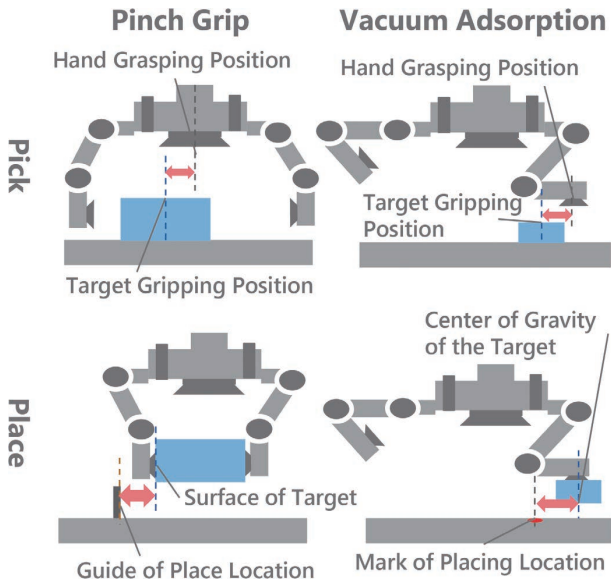 Pinch Grip
Vacuum Adsorption
Hand Grasping Position
Hand Grasping Position
Pick
Target Gripping
Position
Target Gripping Position
Center of Gravity
of the Target
Place
Surface of Target
Guide of Place Location
Mark of Placing Location